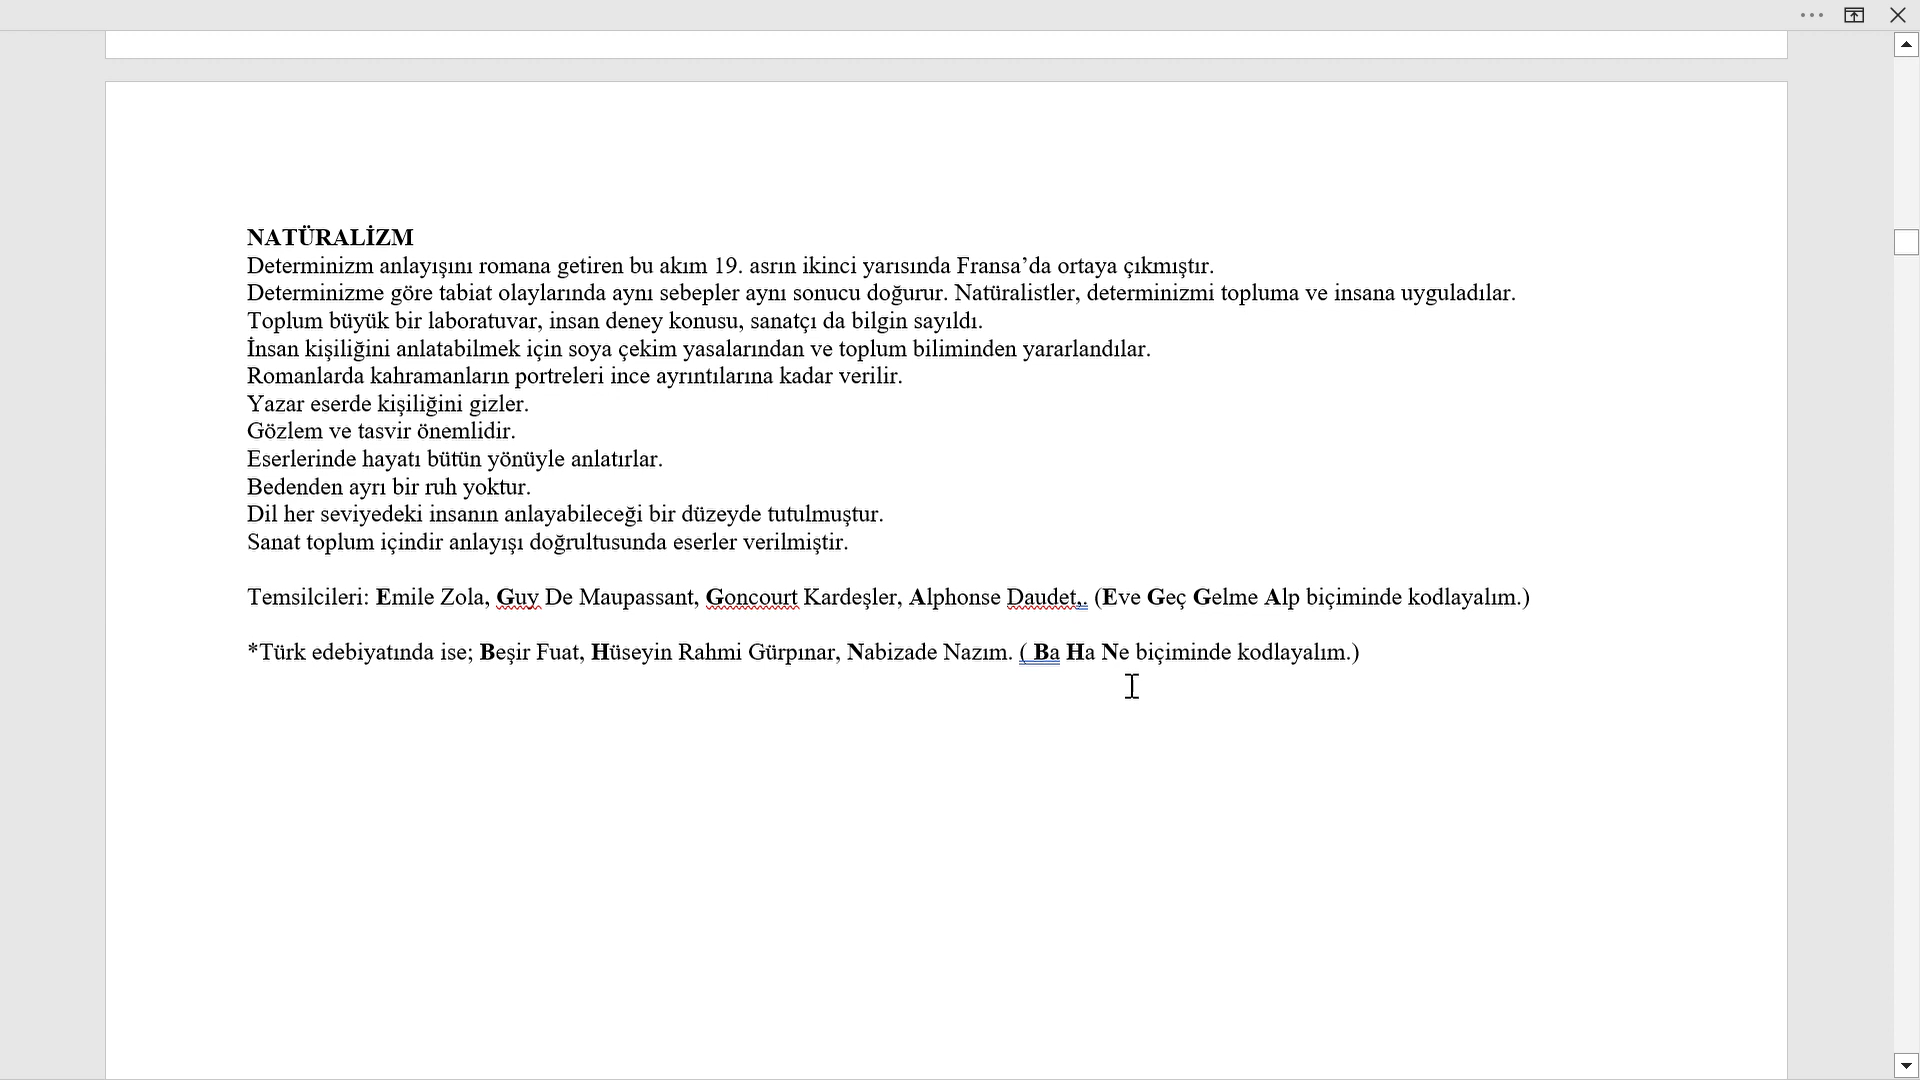 NATÜRALİZM
Determinizm anlayışını romana getiren bu akım 19. asrın ikinci yarısında Fransa’da ortaya çıkmıştır.
Determinizme göre tabiat olaylarında aynı sebepler aynı sonucu doğurur. Natüralistler, determinizmi topluma ve insana uyguladılar.
Toplum büyük bir laboratuvar, insan deney konusu, sanatçı da bilgin sayıldı.
İnsan kişiliğini anlatabilmek için soya çekim yasalarından ve toplum biliminden yararlandılar.
Romanlarda kahramanların portreleri ince ayrıntılarına kadar verilir.
Yazar eserde kişiliğini gizler.
Gözlem ve tasvir önemlidir.
Eserlerinde hayatı bütün yönüyle anlatırlar.
Bedenden ayrı bir ruh yoktur.
Dil her seviyedeki insanın anlayabileceği bir düzeyde tutulmuştur.
Sanat toplum içindir anlayışı doğrultusunda eserler verilmiştir.
Temsilcileri: Emile Zola, Guy De Maupassant, Goncourt Kardeşler, Alphonse Daudet,. (Eve Geç Gelme Alp biçiminde kodlayalım.)
*Türk edebiyatında ise; Beşir Fuat, Hüseyin Rahmi Gürpınar, Nabizade Nazım. ( Ba Ha Ne biçiminde kodlayalım.)